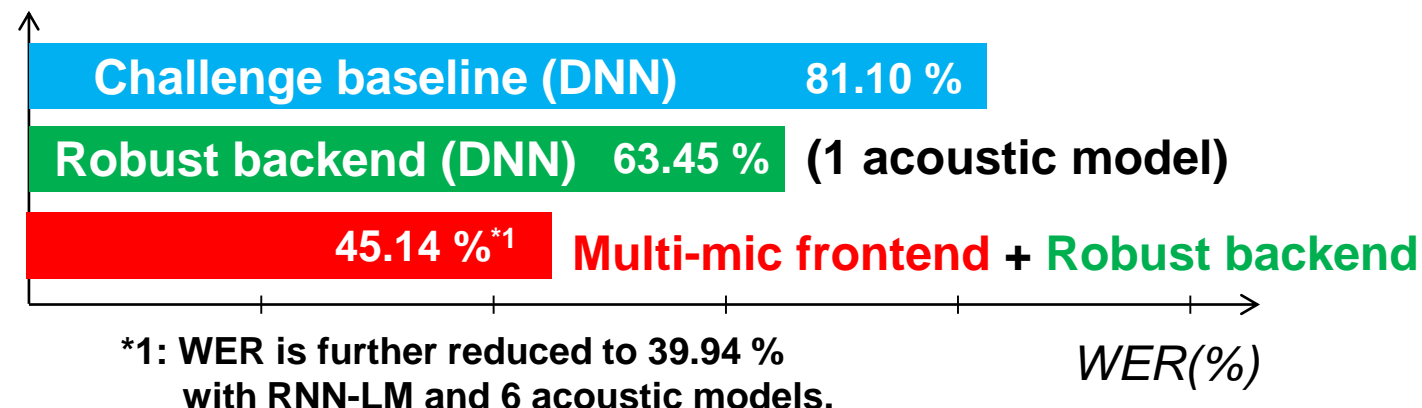 Challenge baseline (DNN) 81.10 %
Robust backend (DNN) 63.45 % (1 acoustic model)
45.14 %*1 Multi-mic frontend + Robust backend
*1: WER is further reduced to 39.94 %
with RNN-LM and 6 acoustic models.
WER(%)